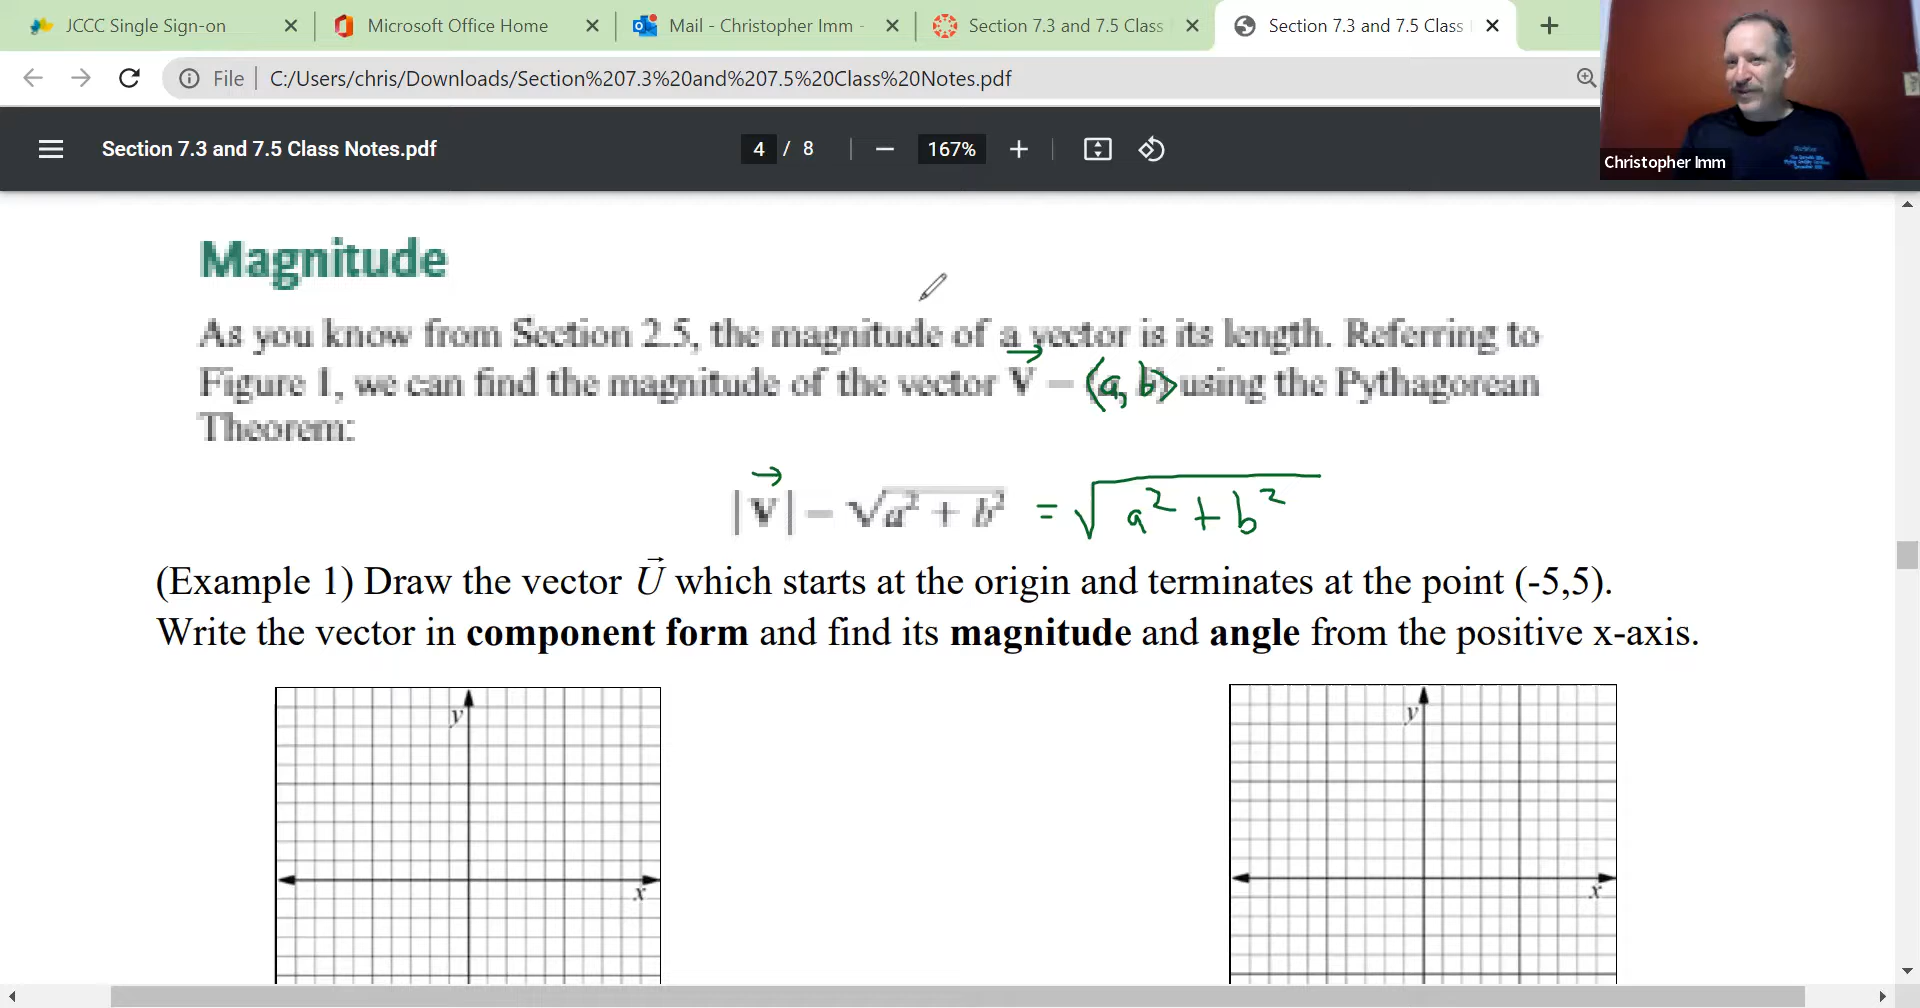 JCCC Single Sign-on
Microsoft Office Home
Mail - Christopher Imm -
Section 7.3 and 7.5 Class
Section 7.3 and 7.5 Class
File
C:/Users/chris/Downloads/Section%207.3%20and%207.5%20Class%20Notes.pdf
Section 7.3 and 7.5 Class Notes.pdf
4 / 8
167%
Christopher Imm
Magnitude
As you know from Section 2.5, the magnitude of a vector is its length. Referring to
Figure 1, we can find the magnitude of the vector V⃗ = ⟨a, b⟩ using the Pythagorean
Theorem:
|V⃗| = √a² + b² = √a² + b²
(Example 1) Draw the vector U⃗ which starts at the origin and terminates at the point (-5,5).
Write the vector in component form and find its magnitude and angle from the positive x-axis.
y
x
y
x